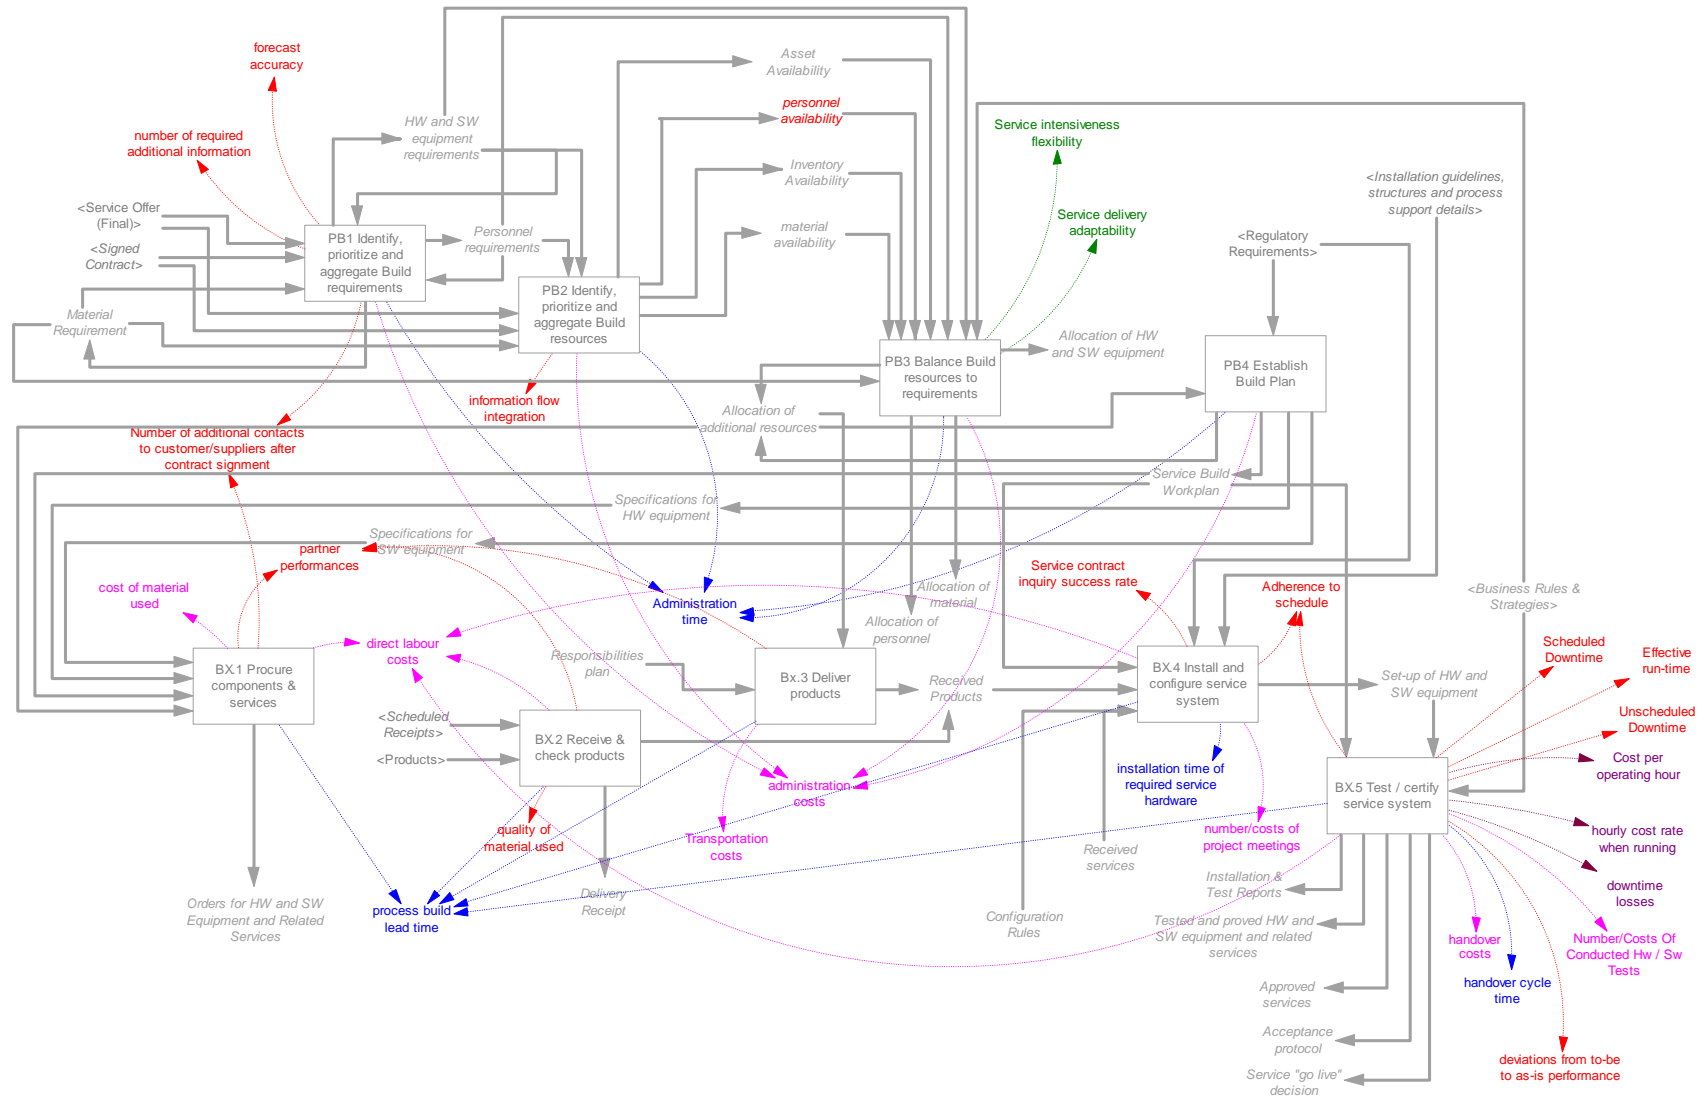 forecast
accuracy
number of required
additional information
HW and SW
equipment
requirements
Asset
Availability
personnel
availability
Inventory
Availability
material
availability
Service intensiveness
flexibility
Service delivery
adaptability
<Installation guidelines,
structures and process
support details>
<Regulatory
Requirements>
<Service Offer
(Final)>
<Signed
Contract>
Material
Requirement
PB1 Identify,
prioritize and
aggregate Build
requirements
Personnel
requirements
PB2 Identify,
prioritize and
aggregate Build
resources
PB3 Balance Build
resources to
requirements
Allocation of HW
and SW equipment
PB4 Establish
Build Plan
information flow
integration
Allocation of
additional resources
Number of additional contacts
to customer/suppliers after
contract signment
Service Build
Workplan
Specifications for
HW equipment
Specifications for
SW equipment
partner
performances
cost of material
used
direct labour
costs
Administration
time
Allocation of
material
Allocation of
personnel
Service contract
inquiry success rate
Adherence to
schedule
<Business Rules &
Strategies>
Scheduled
Downtime
Effective
run-time
Unscheduled
Downtime
Cost per
operating hour
hourly cost rate
when running
downtime
losses
Number/Costs Of
Conducted Hw / Sw
Tests
BX.1 Procure
components &
services
Responsibilities
plan
Bx.3 Deliver
products
Received
Products
BX.4 Install and
configure service
system
Set-up of HW and
SW equipment
<Scheduled
Receipts>
<Products>
BX.2 Receive &
check products
BX.5 Test / certify
service system
administration
costs
installation time of
required service
hardware
number/costs of
project meetings
Transportation
costs
quality of
material used
Received
services
Installation &
Test Reports
Orders for HW and SW
Equipment and Related
Services
process build
lead time
Delivery
Receipt
Configuration
Rules
Tested and proved HW and
SW equipment and related
services
handover
costs
handover cycle
time
Approved
services
Acceptance
protocol
Service "go live"
decision
deviations from to-be
to as-is performance